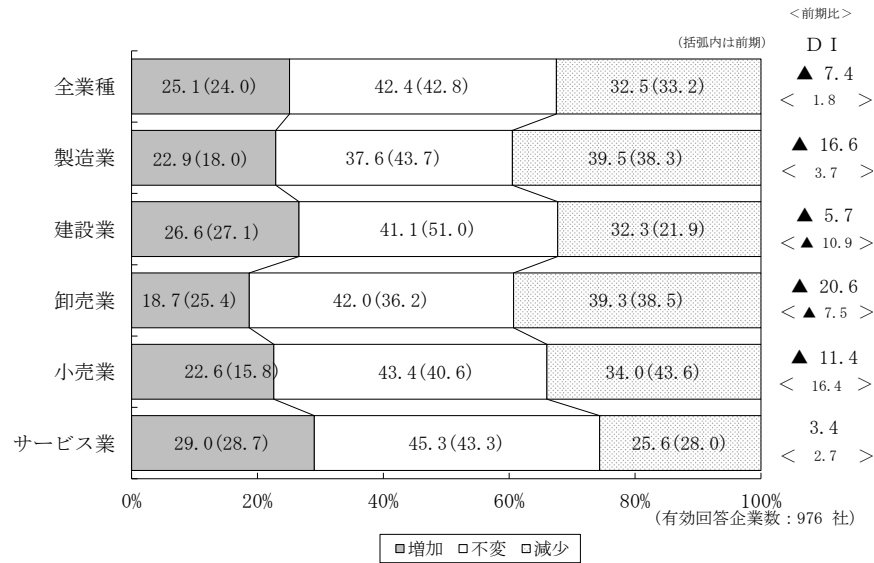 ＜前期比＞
(括弧内は前期) ＤＩ
全業種 25.1(24.0) 42.4(42.8) 32.5(33.2) ▲ 7.4
＜ 1.8 ＞
製造業 22.9(18.0) 37.6(43.7) 39.5(38.3) ▲ 16.6
＜ 3.7 ＞
建設業 26.6(27.1) 41.1(51.0) 32.3(21.9) ▲ 5.7
＜ ▲ 10.9 ＞
卸売業 18.7(25.4) 42.0(36.2) 39.3(38.5) ▲ 20.6
＜ ▲ 7.5 ＞
小売業 22.6(15.8) 43.4(40.6) 34.0(43.6) ▲ 11.4
＜ 16.4 ＞
サービス業 29.0(28.7) 45.3(43.3) 25.6(28.0) 3.4
＜ 2.7 ＞
0% 20% 40% 60% 80% 100%
(有効回答企業数：976 社)
増加 不変 減少